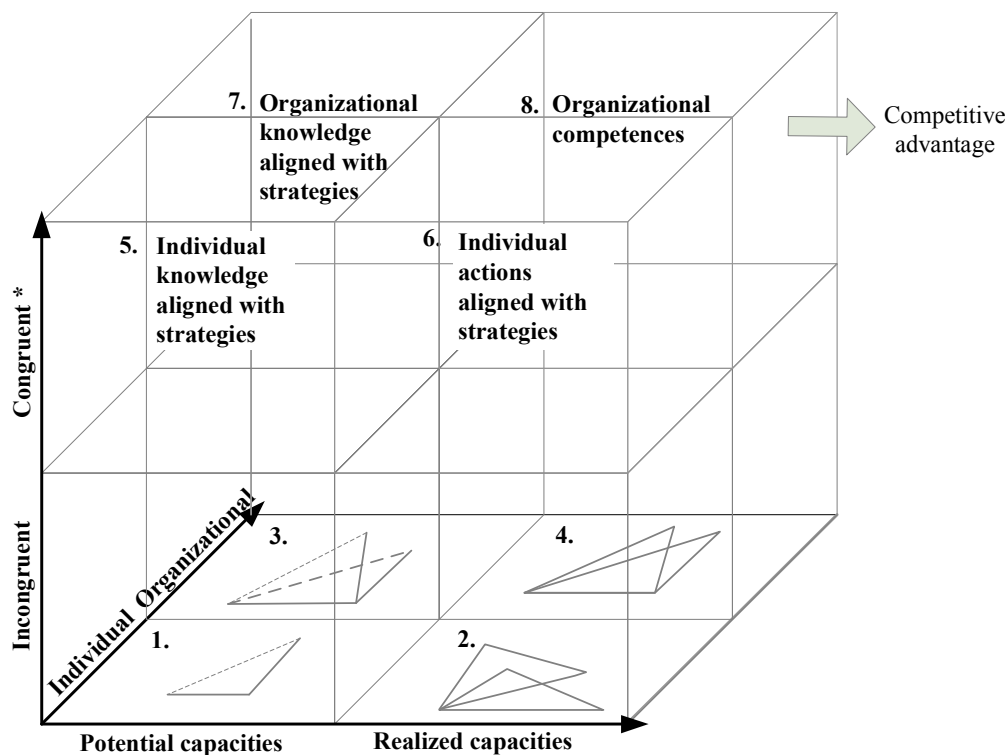 7. Organizational
knowledge
aligned with
strategies
8. Organizational
competences
Competitive
advantage
5. Individual
knowledge
aligned with
strategies
6. Individual
actions
aligned with
strategies
Congruent *
Incongruent
Individual Organizational
3.
4.
1.
2.
Potential capacities
Realized capacities